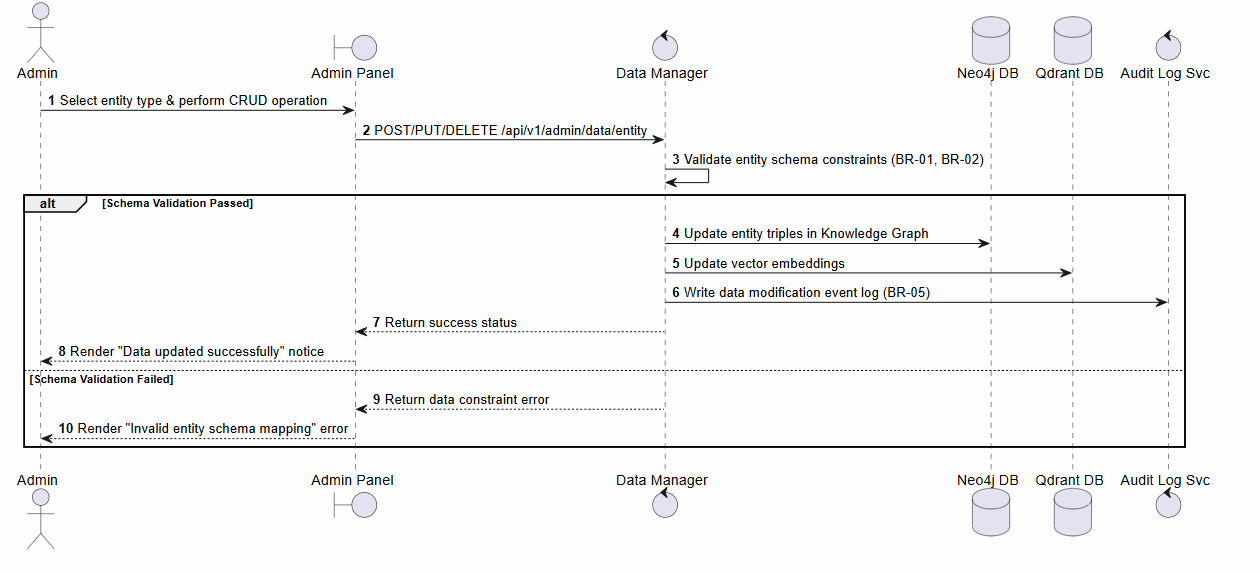 Admin
Admin Panel
Data Manager
Neo4j DB
Qdrant DB
Audit Log Svc
1 Select entity type & perform CRUD operation
2 POST/PUT/DELETE /api/v1/admin/data/entity
3 Validate entity schema constraints (BR-01, BR-02)
alt
[Schema Validation Passed]
4 Update entity triples in Knowledge Graph
5 Update vector embeddings
6 Write data modification event log (BR-05)
7 Return success status
8 Render "Data updated successfully" notice
[Schema Validation Failed]
9 Return data constraint error
10 Render "Invalid entity schema mapping" error
Admin
Admin Panel
Data Manager
Neo4j DB
Qdrant DB
Audit Log Svc